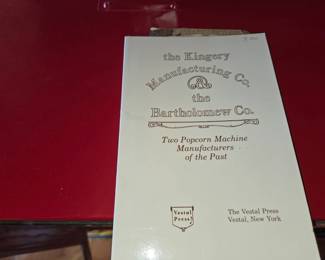 the Kingery
Manufacturing Co.
the
Bartholomew Co.
Two Popcorn Machine
Manufacturers
of the Past
Vestal
Press
The Vestal Press
Vestal, New York